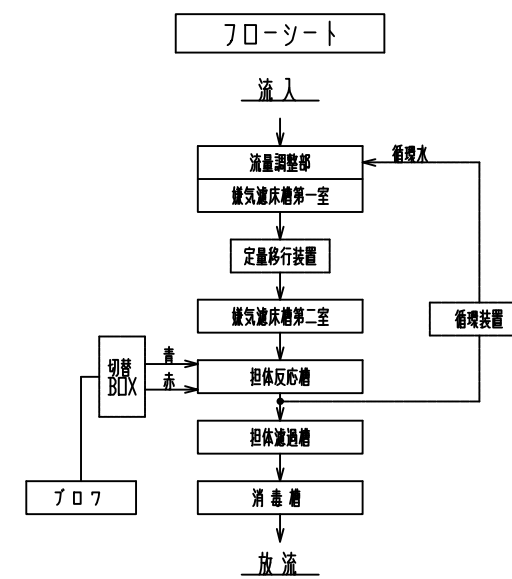 フローシート
流入
流量調整部
循環水
嫌気濾床槽第一室
定量移行装置
嫌気濾床槽第二室
循環装置
切替
BOX
青
赤
担体反応槽
担体濾過槽
ブロワ
消毒槽
放流